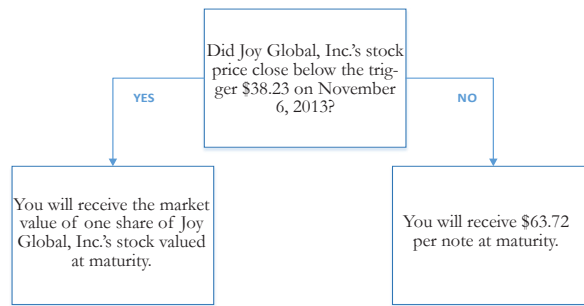 Did Joy Global, Inc.'s stock
price close below the trig-
ger $38.23 on November
6, 2013?
YES
NO
You will receive the market
value of one share of Joy
Global, Inc.'s stock valued
at maturity.
You will receive $63.72
per note at maturity.